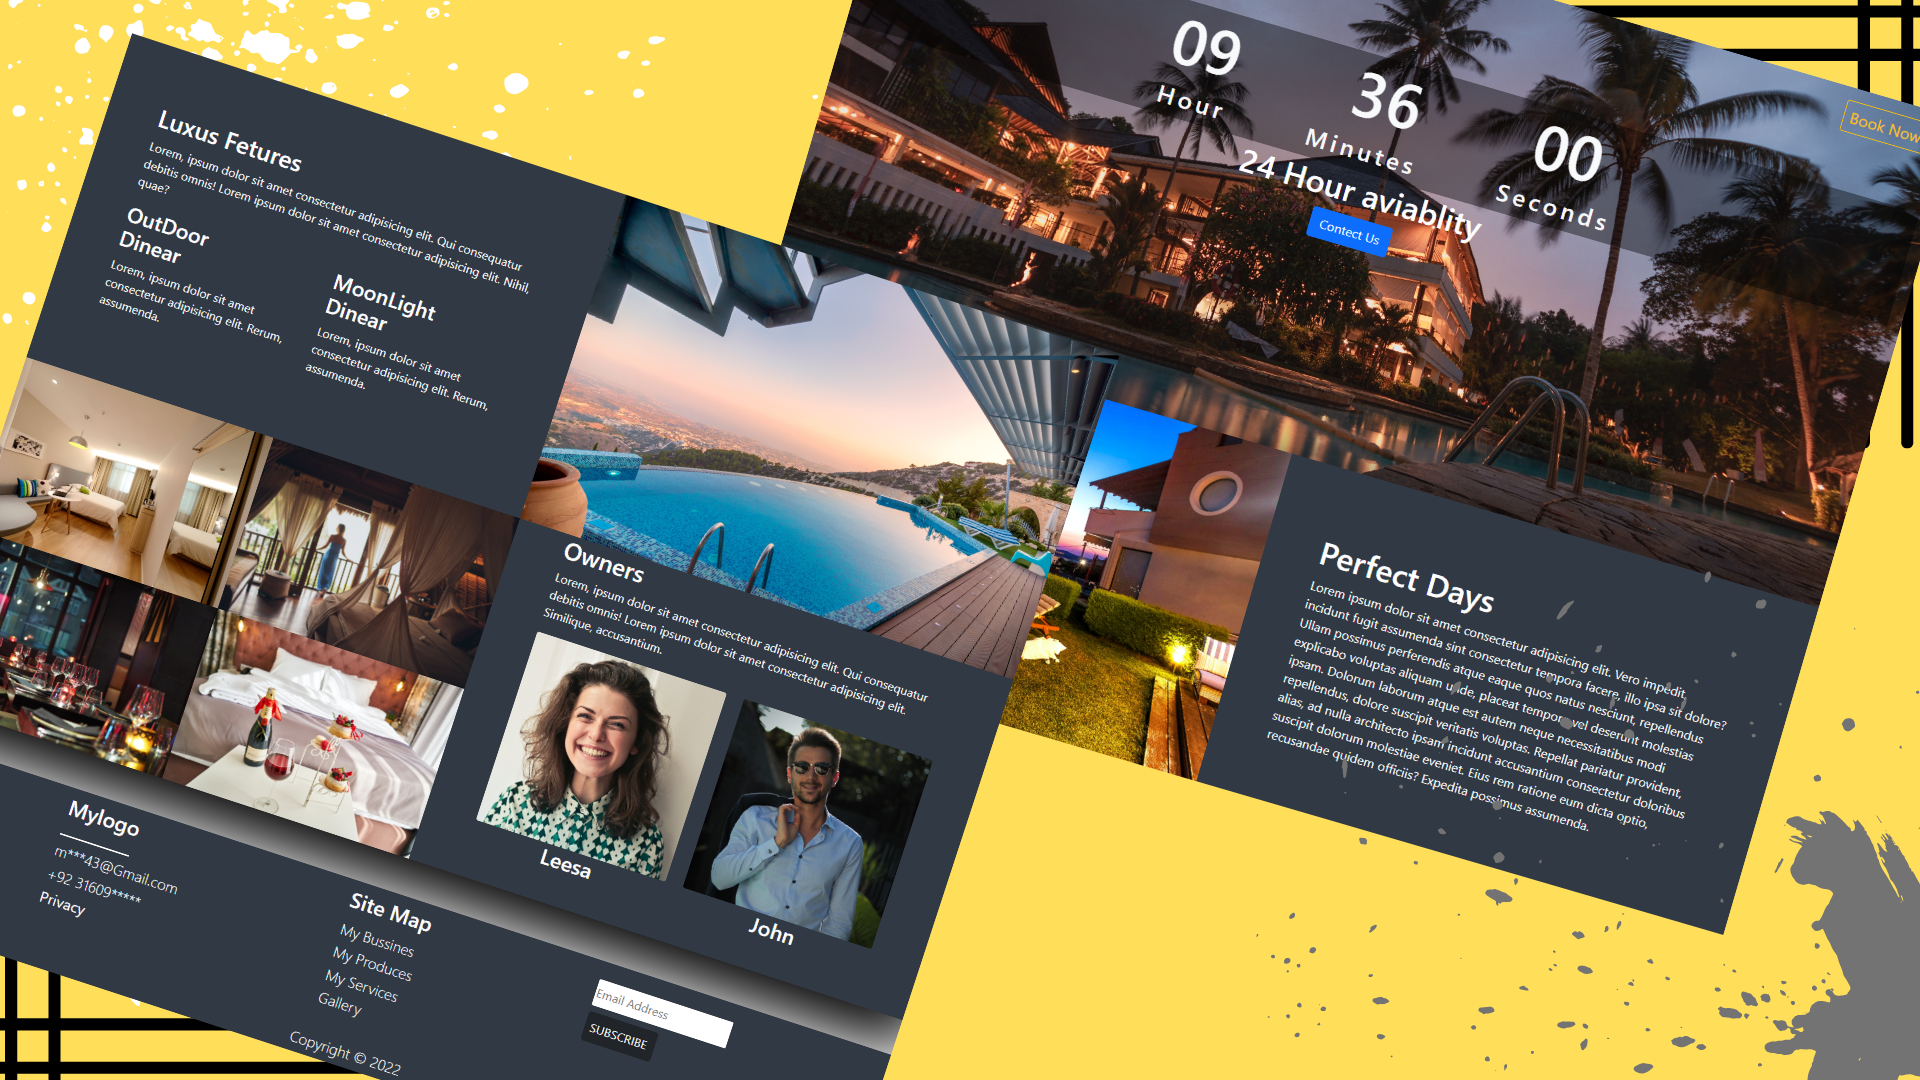 Luxus Fetures
Lorem, ipsum dolor sit amet consectetur adipisicing elit. Qui consequatur
debitis omnis! Lorem ipsum dolor sit amet consectetur adipisicing elit. Nihil,
quae?
OutDoor
Dinear
Lorem, ipsum dolor sit amet
consectetur adipisicing elit. Rerum,
assumenda.
MoonLight
Dinear
Lorem, ipsum dolor sit amet
consectetur adipisicing elit. Rerum,
assumenda.
Owners
Lorem, ipsum dolor sit amet consectetur adipisicing elit. Qui consequatur
debitis omnis! Lorem ipsum dolor sit amet consectetur adipisicing elit.
Similique, accusantium.
Leesa
John
Mylogo
m***43@Gmail.com
+92 31609*****
Privacy
Site Map
My Bussines
My Produces
My Services
Gallery
Email Address
SUBSCRIBE
Copyright © 2022
09
Hour
36
Minutes
00
Seconds
24 Hour aviablity
Contect Us
Book Now
Perfect Days
Lorem ipsum dolor sit amet consectetur adipisicing elit. Vero impedit
incidunt fugit assumenda sint consectetur tempora facere, illo ipsa sit dolore?
Ullam possimus perferendis atque eaque quos natus nesciunt, repellendus
explicabo voluptas aliquam unde, placeat tempore vel deserunt molestias
ipsam. Dolorum laborum atque est autem neque necessitatibus modi
repellendus, dolore suscipit veritatis voluptas. Repellat pariatur provident,
alias, ad nulla architecto ipsam incidunt accusantium consectetur doloribus
suscipit dolorum molestiae eveniet. Eius rem ratione eum dicta optio,
recusandae quidem officiis? Expedita possimus assumenda.